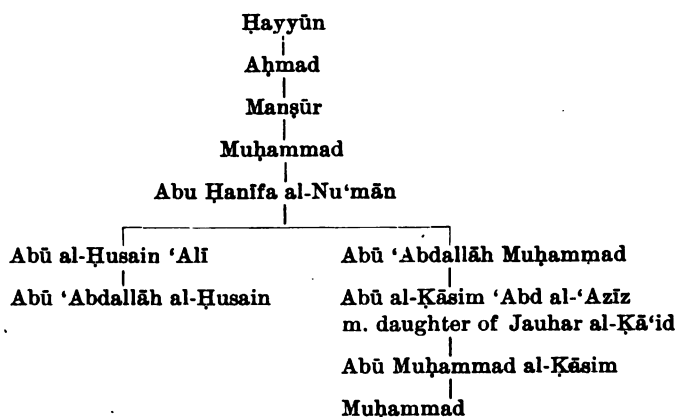 Ḥayyūn
Aḥmad
Manṣūr
Muḥammad
Abu Ḥanīfa al-Nu‘mān
Abū al-Ḥusain ‘Alī
Abū ‘Abdallāh al-Ḥusain
Abū ‘Abdallāh Muḥammad
Abū al-Ḳāsim ‘Abd al-‘Azīz
m. daughter of Jauhar al-Ḳā’id
Abū Muḥammad al-Ḳāsim
Muḥammad